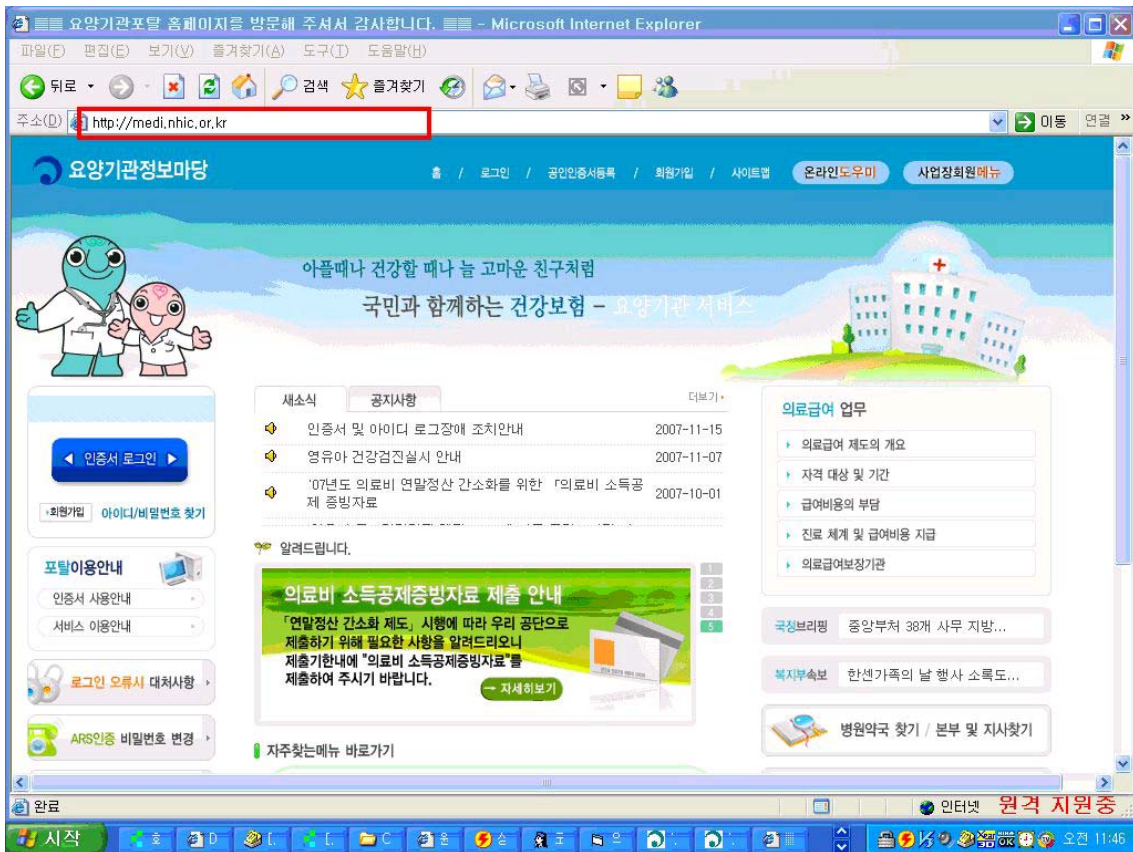 요양기관포탈 홈페이지를 방문해 주셔서 감사합니다. - Microsoft Internet Explorer
파일(F) 편집(E) 보기(V) 즐겨찾기(A) 도구(T) 도움말(H)
뒤로 검색 즐겨찾기
주소(D) http://medi.nhic.or.kr 이동 연결 »
요양기관정보마당
홈 / 로그인 / 공인인증서등록 / 회원가입 / 사이트맵 온라인도우미 사업장회원메뉴
아플때나 건강할 때나 늘 고마운 친구처럼
국민과 함께하는 건강보험 - 요양기관 서비스
인증서 로그인
회원가입 아이디/비밀번호 찾기
포탈이용안내
인증서 사용안내
서비스 이용안내
로그인 오류시 대처사항
ARS인증 비밀번호 변경
새소식 공지사항 더보기
인증서 및 아이디 로그장애 조치안내 2007-11-15
영유아 건강검진실시 안내 2007-11-07
'07년도 의료비 연말정산 간소화를 위한 「의료비 소득공
제 증빙자료 2007-10-01
알려드립니다.
1
2
3
4
5
의료비 소득공제증빙자료 제출 안내
「연말정산 간소화 제도」 시행에 따라 우리 공단으로
제출하기 위해 필요한 사항을 알려드리오니
제출기한내에 "의료비 소득공제증빙자료"를
제출하여 주시기 바랍니다.
자세히보기
자주찾는메뉴 바로가기
의료급여 업무
의료급여 제도의 개요
자격 대상 및 기간
급여비용의 부담
진료 체계 및 급여비용 지급
의료급여보장기관
국정브리핑 중앙부처 38개 사무 지방...
복지부속보 한센가족의 날 행사 소록도...
병원약국 찾기 / 본부 및 지사찾기
완료 인터넷 원격 지원중
시작 오전 11:46